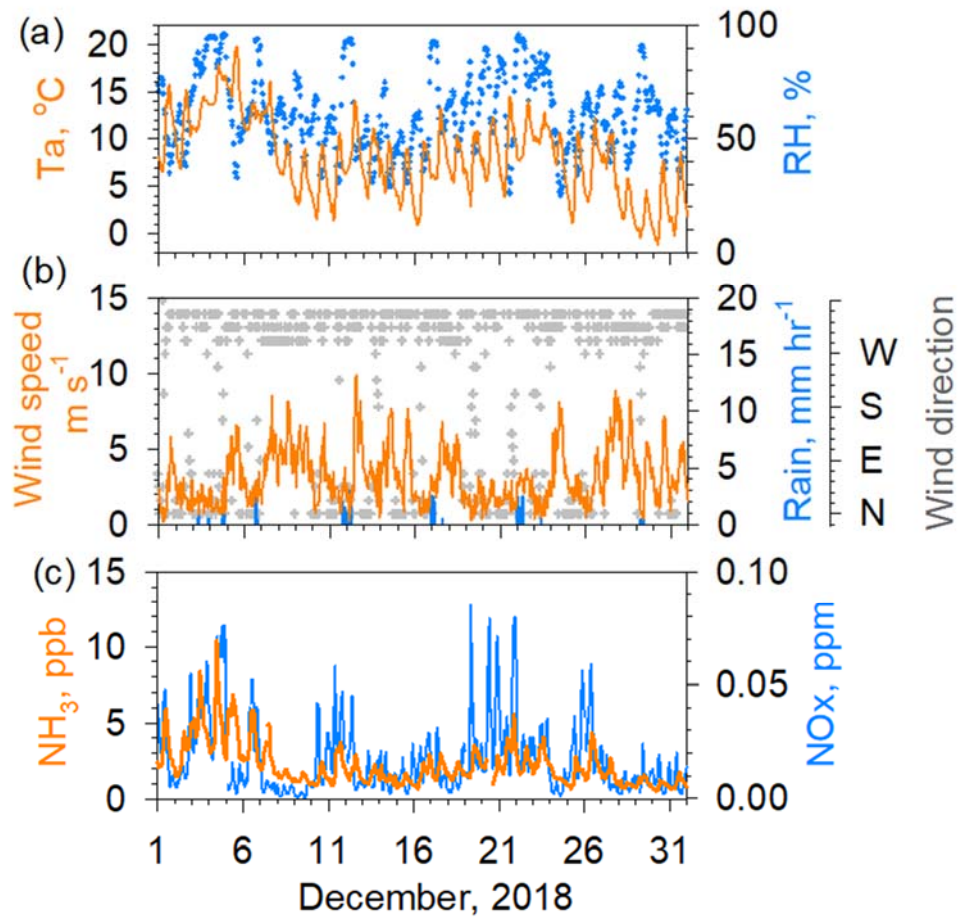 (a)
Ta, °C
20
15
10
5
0
100
50
0
RH, %
(b)
Wind speed
m s⁻¹
15
10
5
0
20
15
10
5
0
Rain, mm hr⁻¹
W
S
E
N
Wind direction
(c)
NH₃, ppb
15
10
5
0
0.10
0.05
0.00
NOx, ppm
1 6 11 16 21 26 31
December, 2018